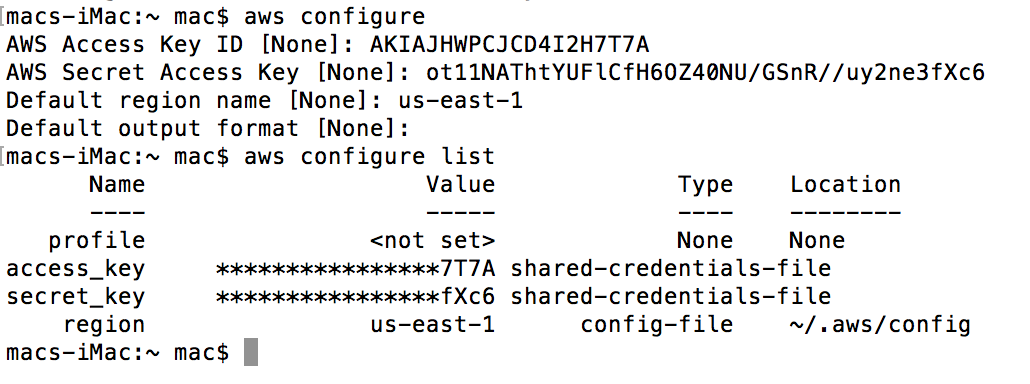 macs-iMac:~ mac$ aws configure
AWS Access Key ID [None]: AKIAJHWPCJCD4I2H7T7A
AWS Secret Access Key [None]: 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
Default region name [None]: us-east-1
Default output format [None]:
macs-iMac:~ mac$ aws configure list
Name Value Type Location
---- ----- ---- --------
profile <not set> None None
access_key ****************7T7A shared-credentials-file
secret_key ****************fXc6 shared-credentials-file
region us-east-1 config-file ~/.aws/config
macs-iMac:~ mac$